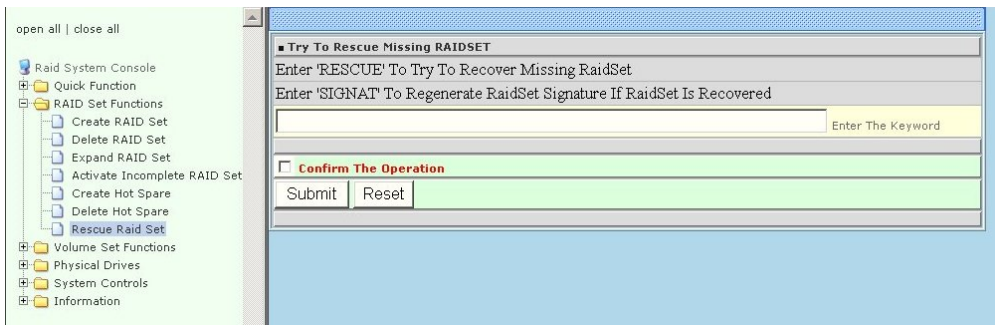 open all | close all
Raid System Console
Quick Function
RAID Set Functions
Create RAID Set
Delete RAID Set
Expand RAID Set
Activate Incomplete RAID Set
Create Hot Spare
Delete Hot Spare
Rescue Raid Set
Volume Set Functions
Physical Drives
System Controls
Information
Try To Rescue Missing RAIDSET
Enter 'RESCUE' To Try To Recover Missing RaidSet
Enter 'SIGNAT' To Regenerate RaidSet Signature If RaidSet Is Recovered
Enter The Keyword
Confirm The Operation
Submit Reset